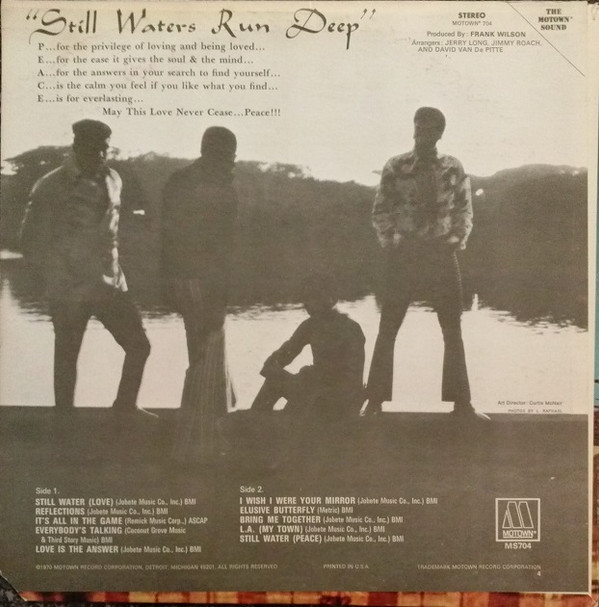 "Still Waters Run Deep"
P...for the privilege of loving and being loved...
E...for the ease it gives the soul & the mind...
A...for the answers in your search to find yourself...
C...is the calm you feel if you like what you find...
E...is for everlasting...
May This Love Never Cease...Peace!!!
STEREO
MOTOWN® 704
Produced By: FRANK WILSON
Arrangers: JERRY LONG, JIMMY ROACH,
AND DAVID VAN De PITTE
THE
MOTOWN®
SOUND
Art Director: Curtis McNair
PHOTOS BY L. RAPHAEL
Side 1.
STILL WATER (LOVE) (Jobete Music Co., Inc.) BMI
REFLECTIONS (Jobete Music Co., Inc.) BMI
IT'S ALL IN THE GAME (Remick Music Corp.,) ASCAP
EVERYBODY'S TALKING (Coconut Grove Music
& Third Story Music) BMI
LOVE IS THE ANSWER (Jobete Music Co., Inc.) BMI
Side 2.
I WISH I WERE YOUR MIRROR (Jobete Music Co., Inc.) BMI
ELUSIVE BUTTERFLY (Metric) BMI
BRING ME TOGETHER (Jobete Music Co., Inc.) BMI
L.A. (MY TOWN) (Jobete Music Co., Inc.) BMI
STILL WATER (PEACE) (Jobete Music Co., Inc.) BMI
M
MOTOWN®
MS704
©1970 MOTOWN RECORD CORPORATION, DETROIT, MICHIGAN 48201, ALL RIGHTS RESERVED
PRINTED IN U.S.A.
TRADEMARK MOTOWN RECORD CORPORATION
4